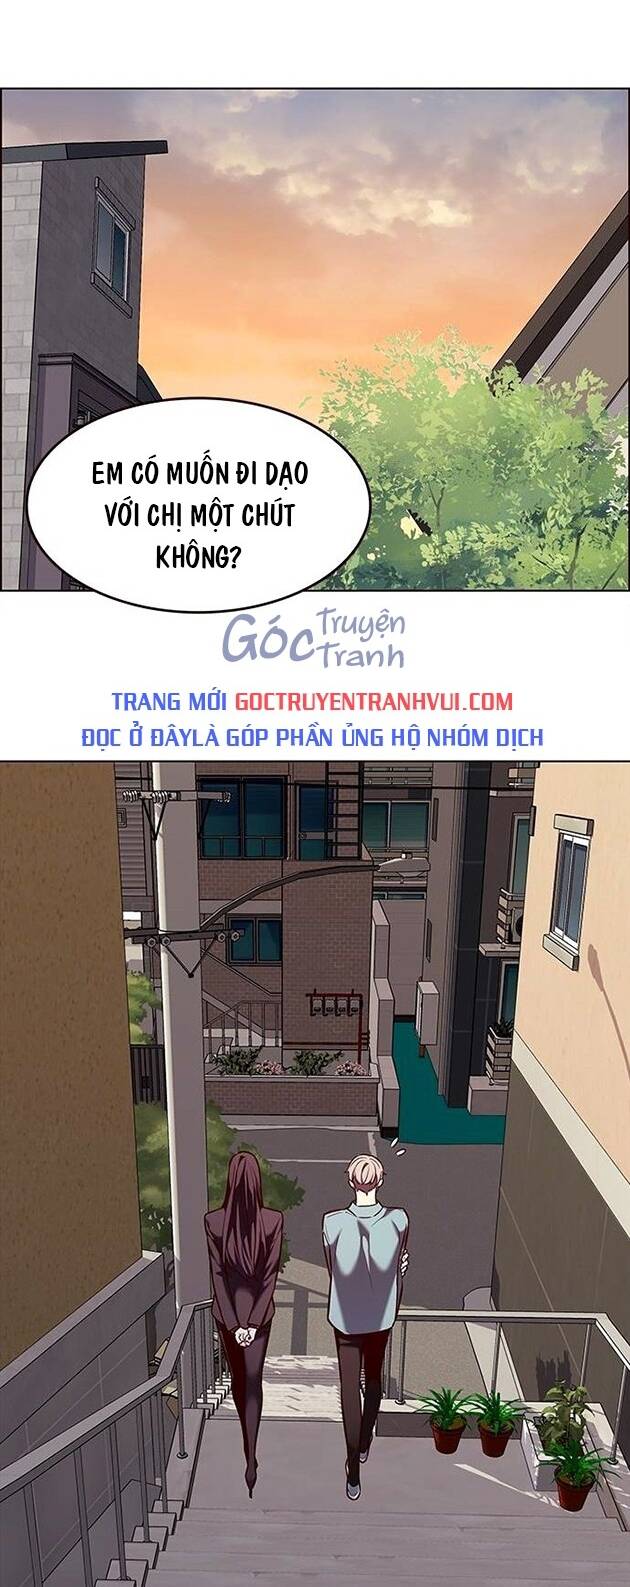 EM CÓ MUỐN ĐI DẠO
VỚI CHỊ MỘT CHÚT
KHÔNG?
Góc Truyện
Tranh
TRANG MỚI GOCTRUYENTRANHVUI.COM
ĐỌC Ở ĐÂYLÀ GÓP PHẦN ỦNG HỘ NHÓM DỊCH